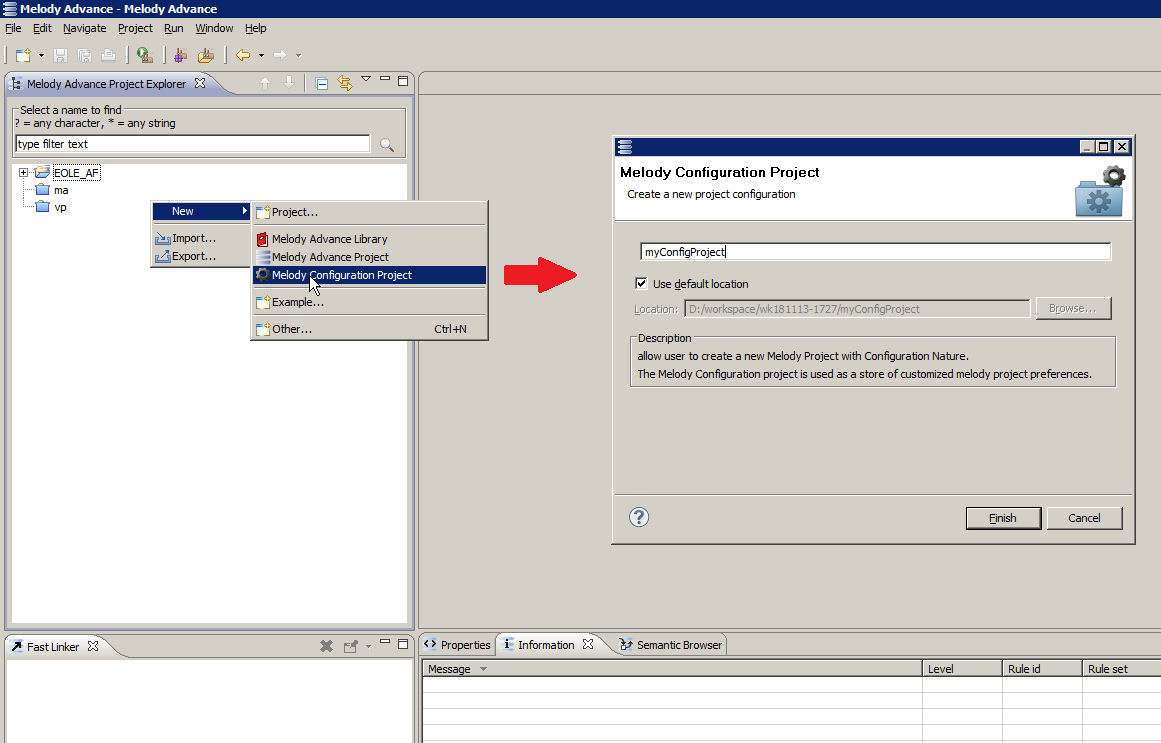 Melody Advance - Melody Advance
File Edit Navigate Project Run Window Help
Melody Advance Project Explorer
Select a name to find
? = any character, * = any string
type filter text
EOLE_AF
ma
vp
New
Import...
Export...
Project...
Melody Advance Library
Melody Advance Project
Melody Configuration Project
Example...
Other... Ctrl+N
Melody Configuration Project
Create a new project configuration
myConfigProject
Use default location
Location: D:/workspace/wk181113-1727/myConfigProject Browse...
Description
allow user to create a new Melody Project with Configuration Nature.
The Melody Configuration project is used as a store of customized melody project preferences.
?
Finish Cancel
Fast Linker
Properties Information Semantic Browser
Message Level Rule id Rule set